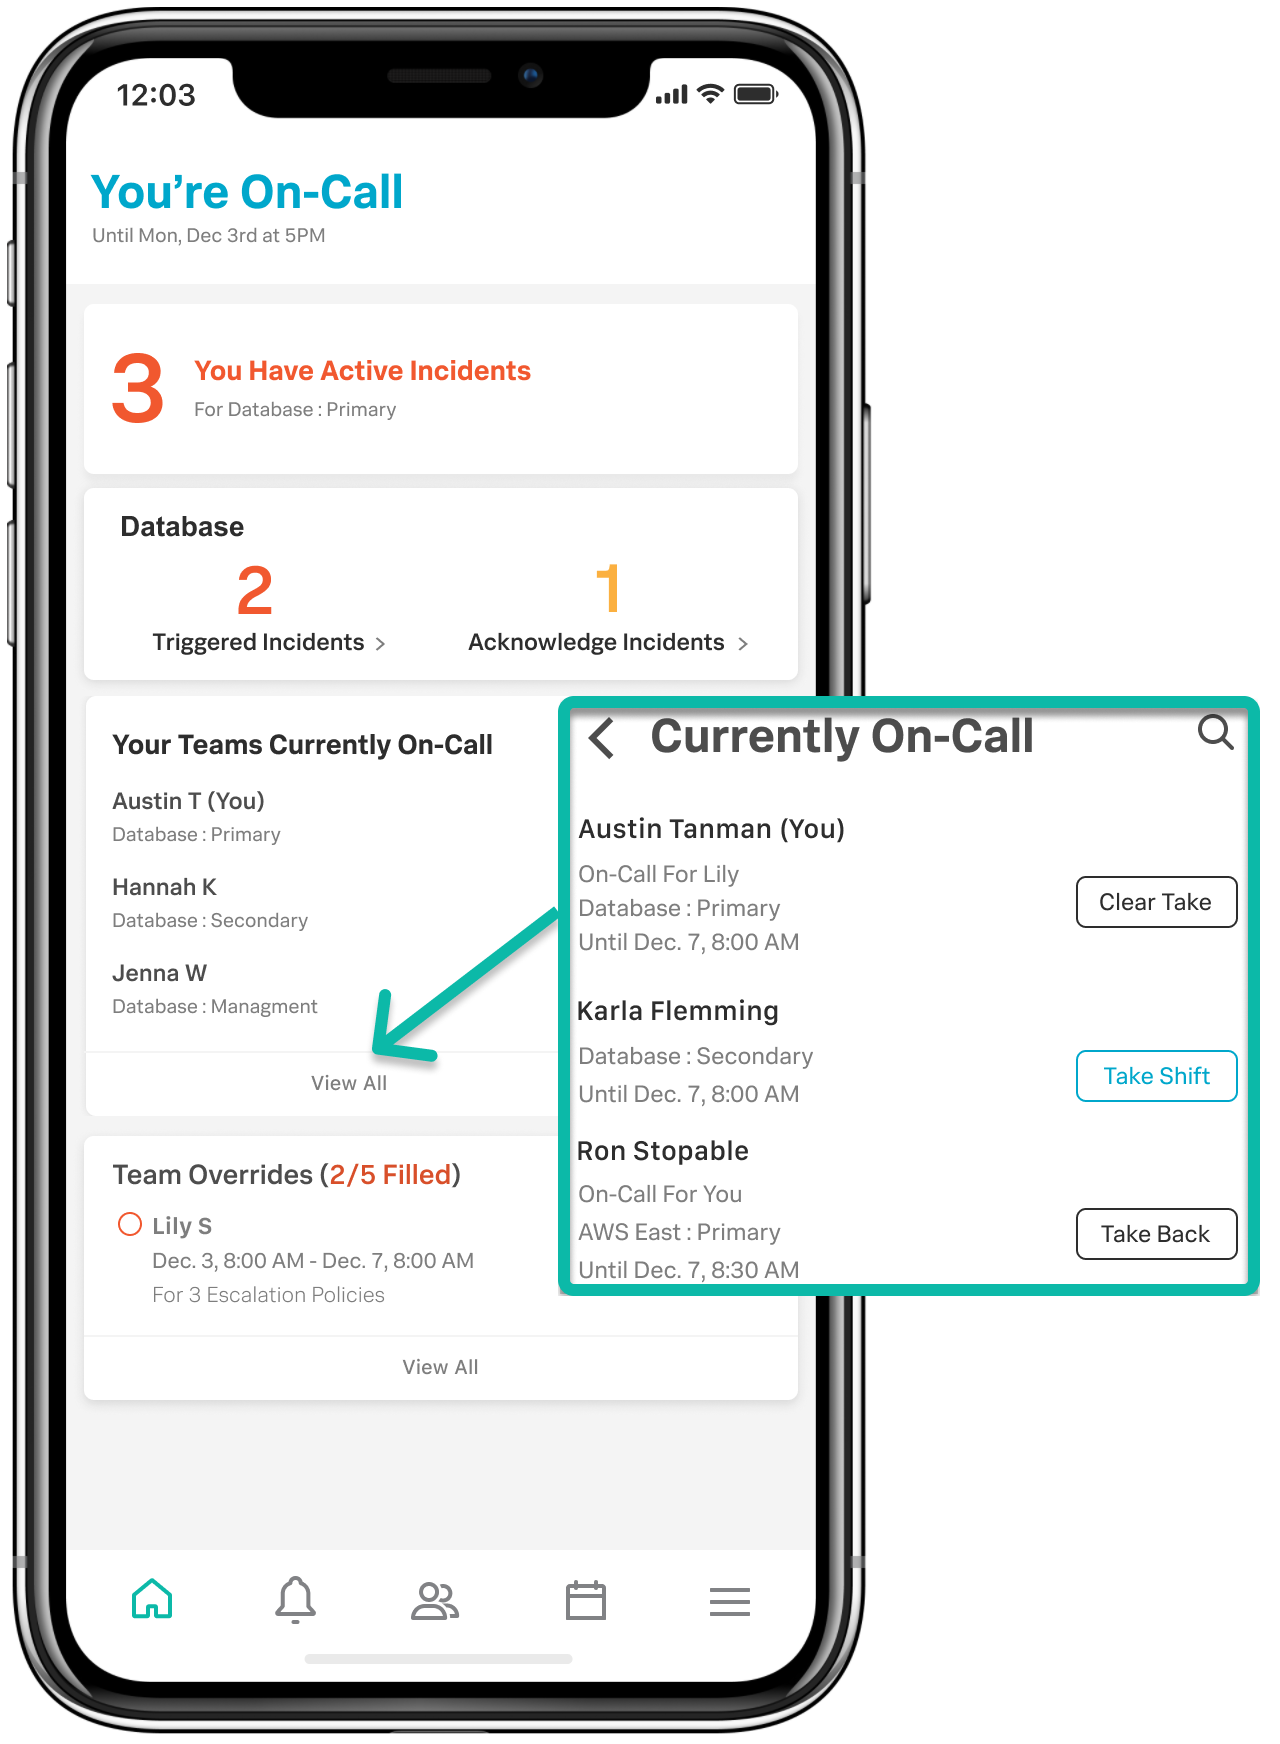 12:03
You're On-Call
Until Mon, Dec 3rd at 5PM
3
You Have Active Incidents
For Database : Primary
Database
2
Triggered Incidents >
1
Acknowledge Incidents >
Your Teams Currently On-Call
Austin T (You)
Database : Primary
Hannah K
Database : Secondary
Jenna W
Database : Managment
View All
Team Overrides (2/5 Filled)
Lily S
Dec. 3, 8:00 AM - Dec. 7, 8:00 AM
For 3 Escalation Policies
View All
Currently On-Call
Austin Tanman (You)
On-Call For Lily
Database : Primary
Until Dec. 7, 8:00 AM
Clear Take
Karla Flemming
Database : Secondary
Until Dec. 7, 8:00 AM
Take Shift
Ron Stopable
On-Call For You
AWS East : Primary
Until Dec. 7, 8:30 AM
Take Back